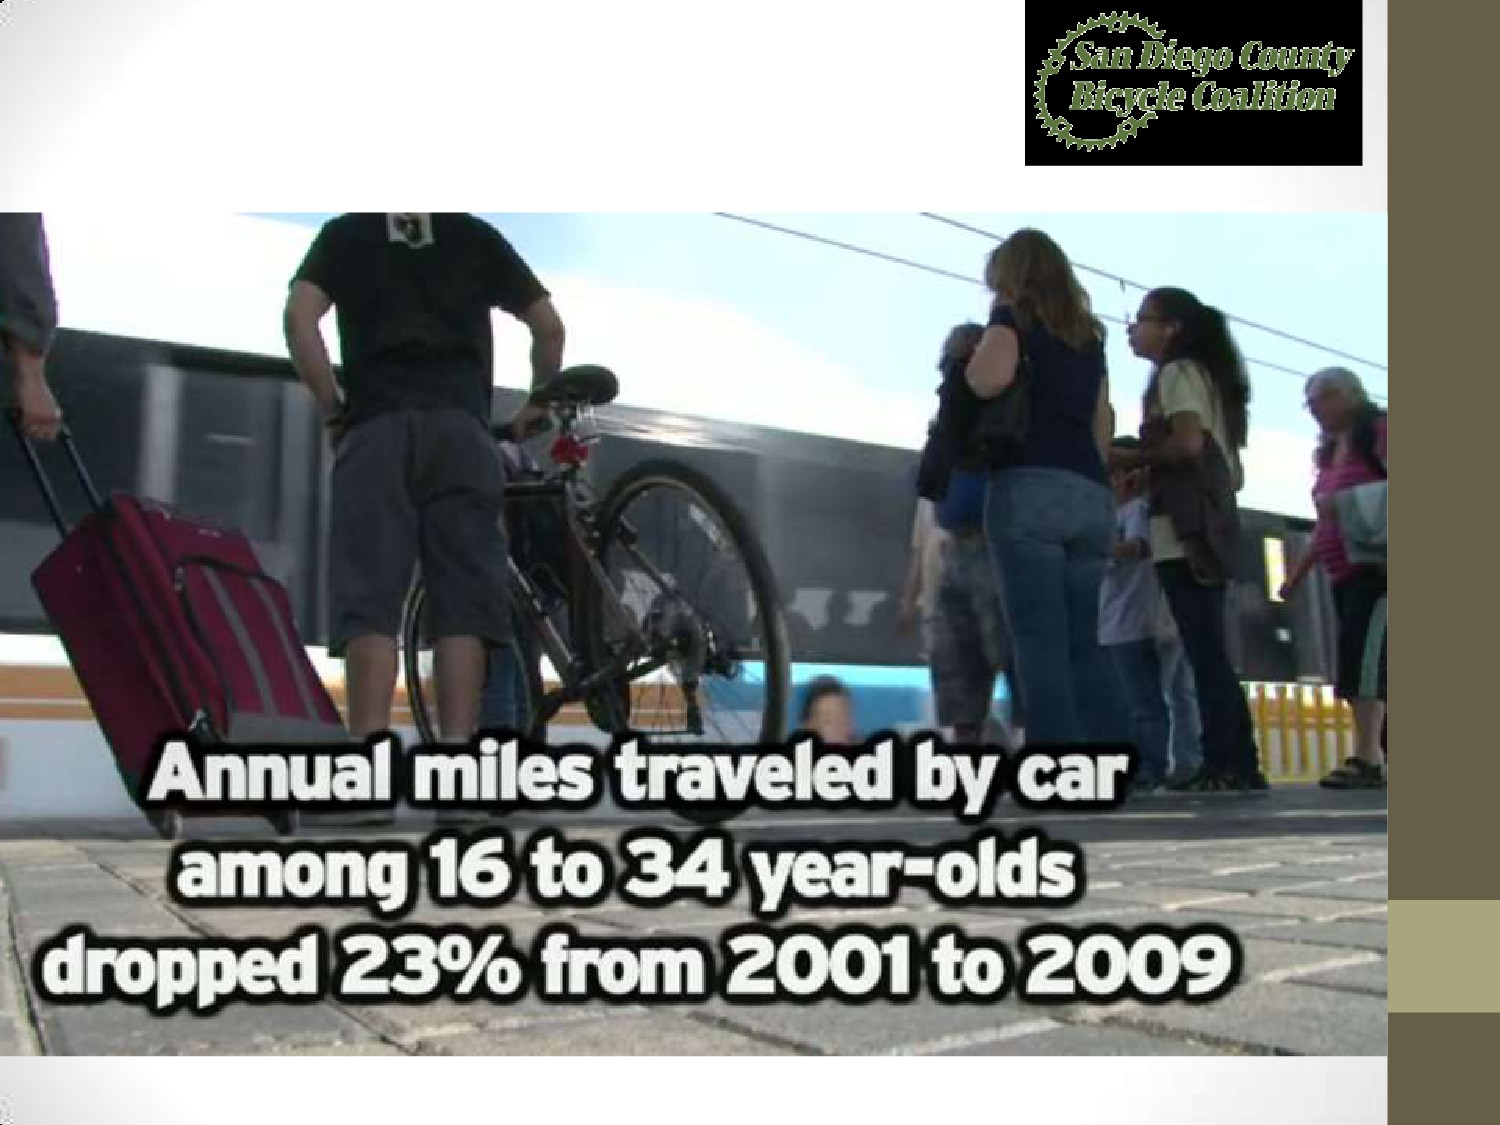 San Diego County
Bicycle Coalition
Annual miles traveled by car
among 16 to 34 year-olds
dropped 23% from 2001 to 2009